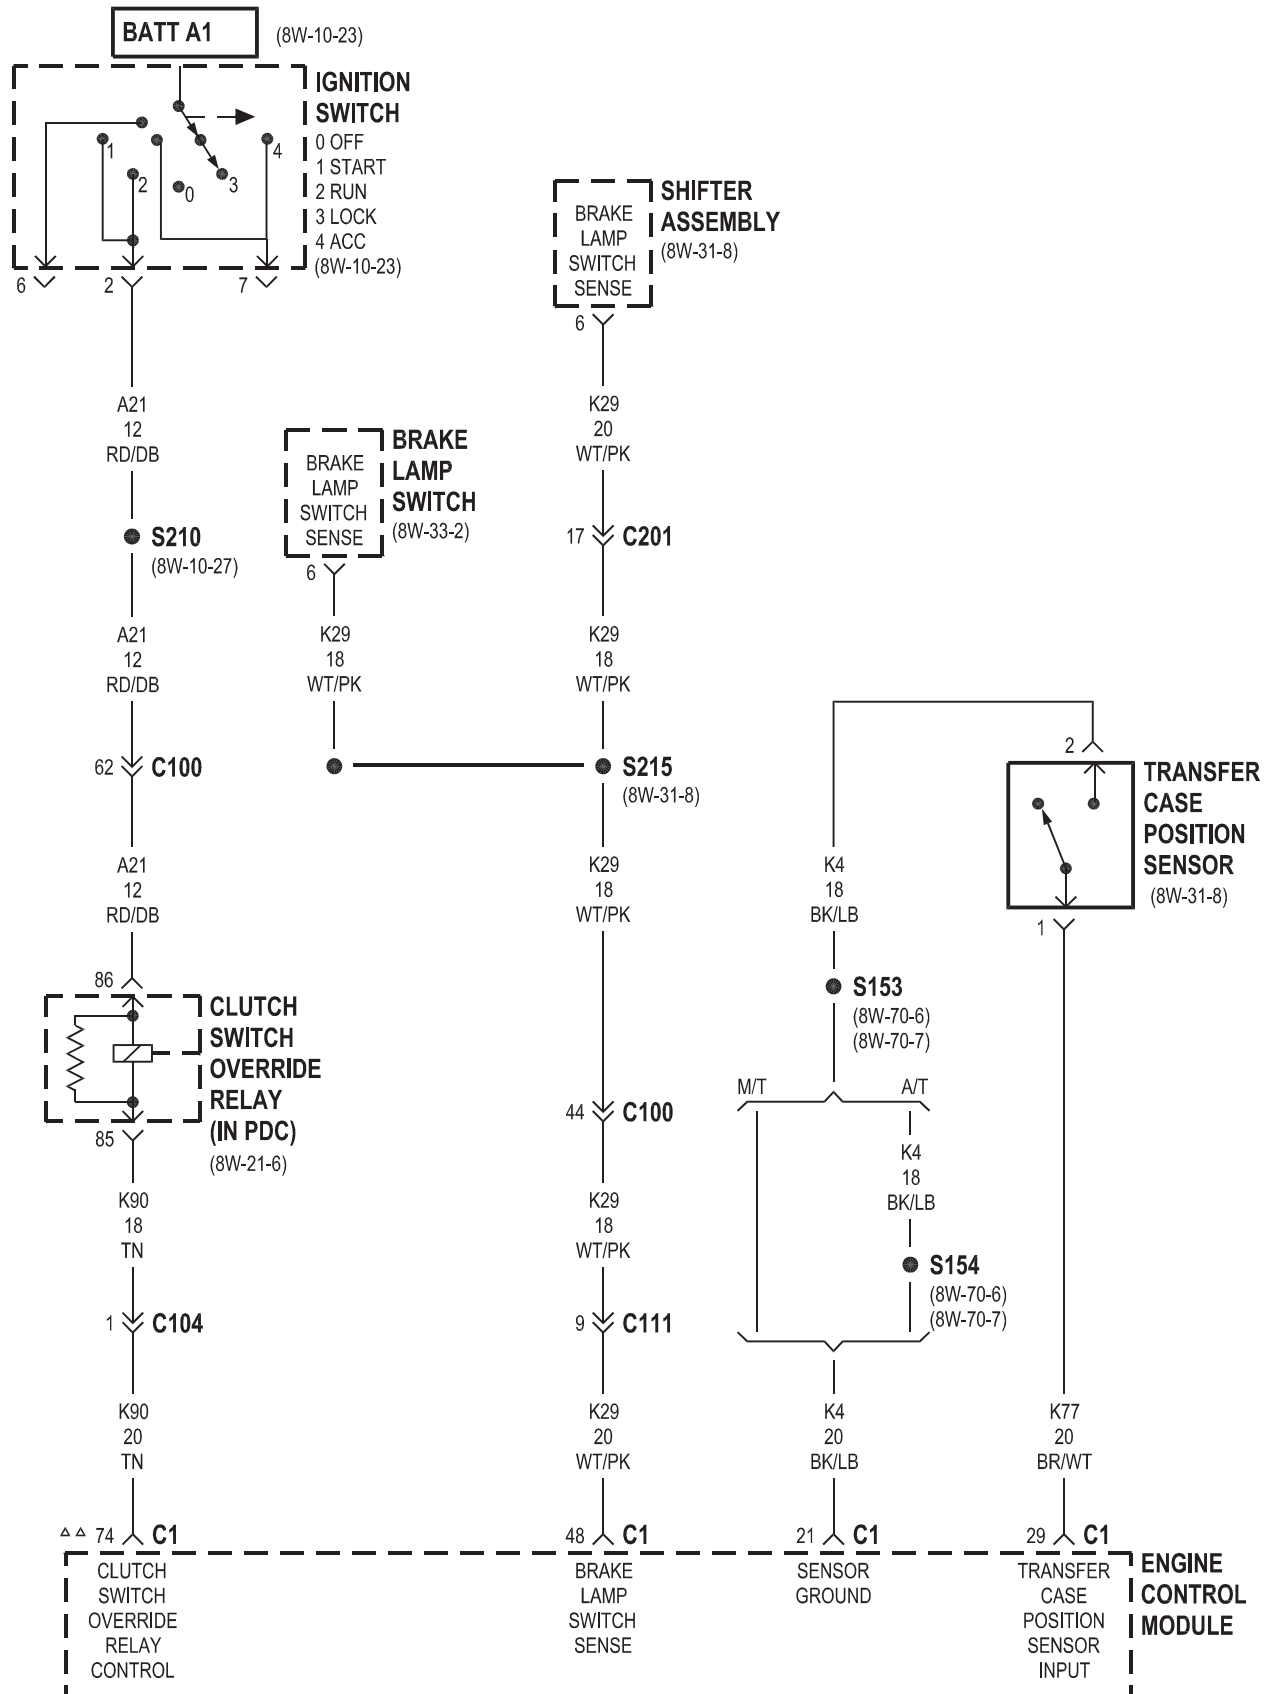 BATT A1
(8W-10-23)
IGNITION
SWITCH
0 OFF
1 START
2 RUN
3 LOCK
4 ACC
(8W-10-23)
1
2
0
3
4
6
2
7
A21
12
RD/DB
S210
(8W-10-27)
A21
12
RD/DB
62
C100
A21
12
RD/DB
86
CLUTCH
SWITCH
OVERRIDE
RELAY
(IN PDC)
(8W-21-6)
85
K90
18
TN
1
C104
K90
20
TN
74
C1
CLUTCH
SWITCH
OVERRIDE
RELAY
CONTROL
BRAKE
LAMP
SWITCH
SENSE
BRAKE
LAMP
SWITCH
(8W-33-2)
6
K29
18
WT/PK
BRAKE
LAMP
SWITCH
SENSE
SHIFTER
ASSEMBLY
(8W-31-8)
6
K29
20
WT/PK
17
C201
K29
18
WT/PK
S215
(8W-31-8)
K29
18
WT/PK
44
C100
K29
18
WT/PK
9
C111
K29
20
WT/PK
48
C1
BRAKE
LAMP
SWITCH
SENSE
K4
18
BK/LB
S153
(8W-70-6)
(8W-70-7)
M/T
A/T
K4
18
BK/LB
S154
(8W-70-6)
(8W-70-7)
K4
20
BK/LB
21
C1
SENSOR
GROUND
2
TRANSFER
CASE
POSITION
SENSOR
(8W-31-8)
1
K77
20
BR/WT
29
C1
TRANSFER
CASE
POSITION
SENSOR
INPUT
ENGINE
CONTROL
MODULE